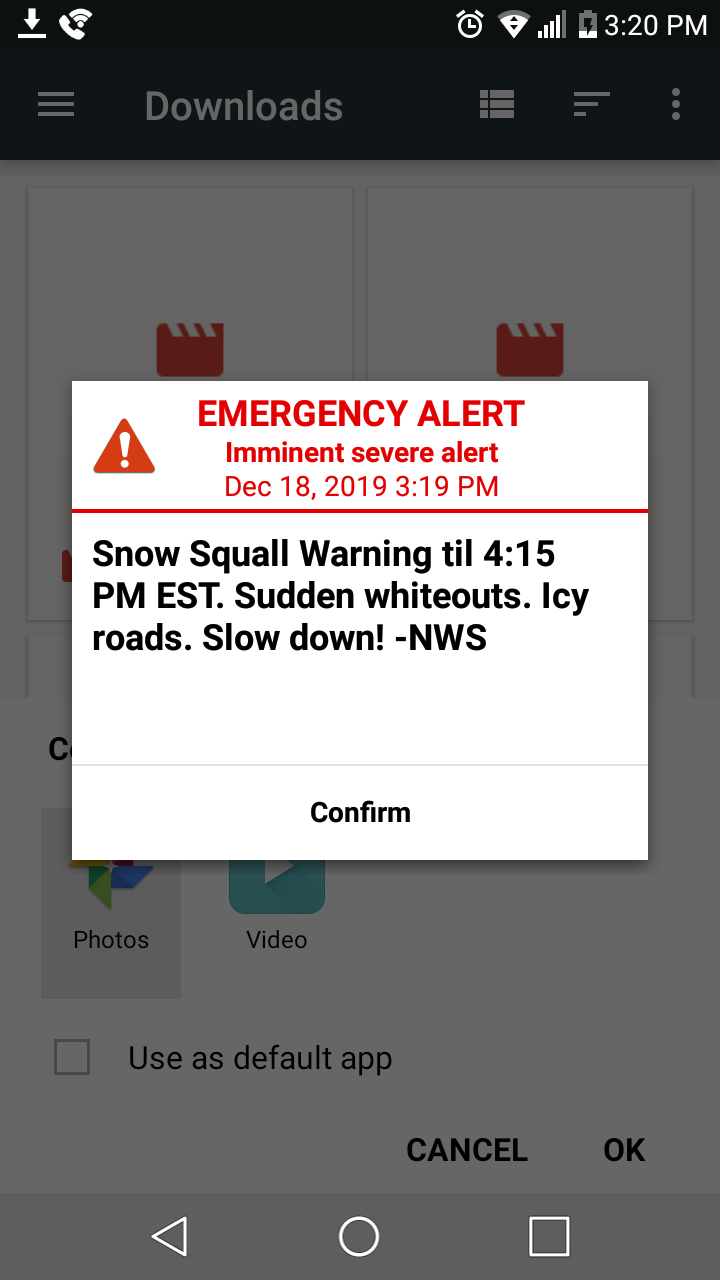 3:20 PM
Downloads
EMERGENCY ALERT
Imminent severe alert
Dec 18, 2019 3:19 PM
Snow Squall Warning til 4:15
PM EST. Sudden whiteouts. Icy
roads. Slow down! -NWS
Confirm
Photos
Video
Use as default app
CANCEL
OK